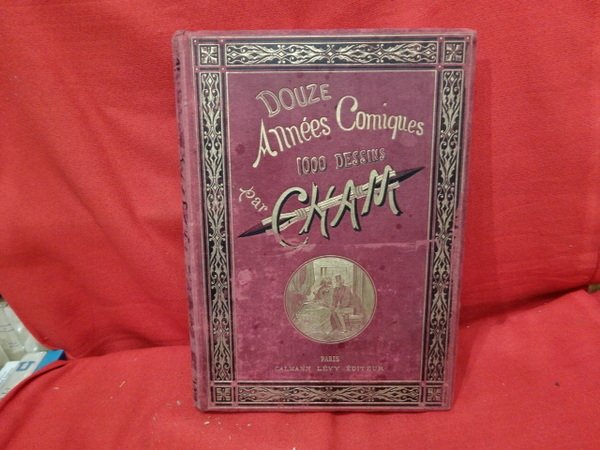 DOUZE
Années Comiques
1000 DESSINS
par CHAM
PARIS
CALMANN LÉVY ÉDITEUR